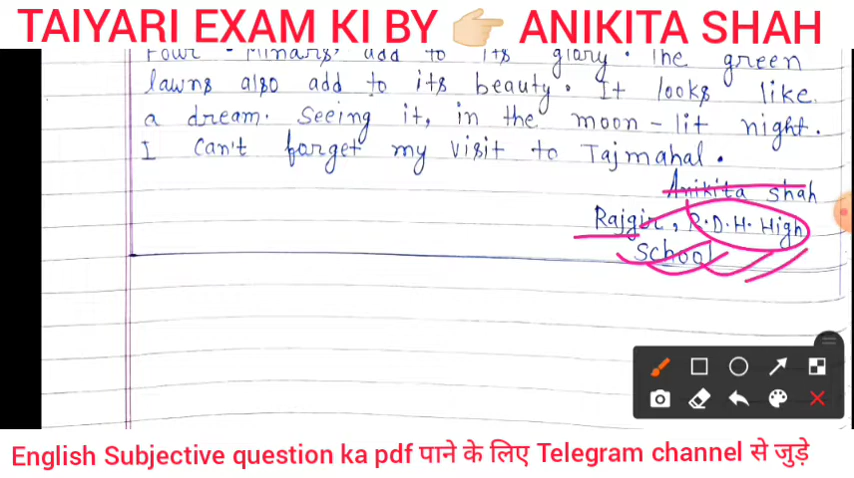 TAIYARI EXAM KI BY 👉 ANIKITA SHAH
Four - Minars add to its glory. The green
lawns also add to its beauty. It looks like
a dream. Seeing it, in the moon-lit night.
I can't forget my visit to Tajmahal.
Anikita Shah
Rajgir, R.D.H. High
School
English Subjective question ka pdf पाने के लिए Telegram channel से जुड़े